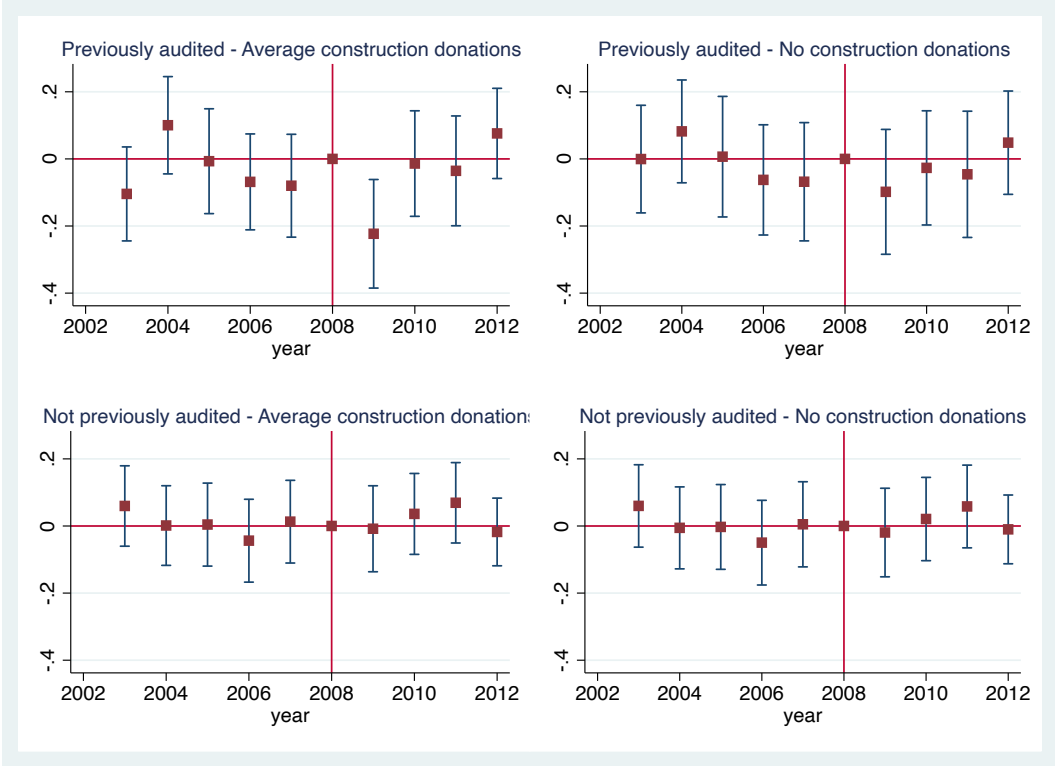 Previously audited - Average construction donations
.2
0
-.2
-.4
2002 2004 2006 2008 2010 2012
year
Previously audited - No construction donations
.2
0
-.2
-.4
2002 2004 2006 2008 2010 2012
year
Not previously audited - Average construction donations
.2
0
-.2
-.4
2002 2004 2006 2008 2010 2012
year
Not previously audited - No construction donations
.2
0
-.2
-.4
2002 2004 2006 2008 2010 2012
year